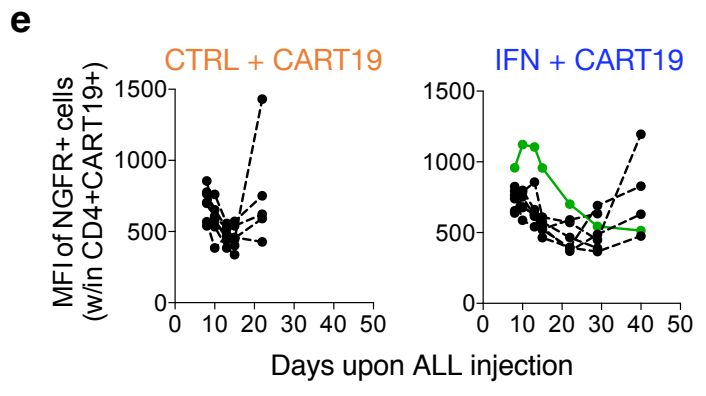 e
CTRL + CART19
IFN + CART19
MFI of NGFR+ cells
(w/in CD4+CART19+)
1500
1000
500
0
0 10 20 30 40 50
1500
1000
500
0
0 10 20 30 40 50
Days upon ALL injection